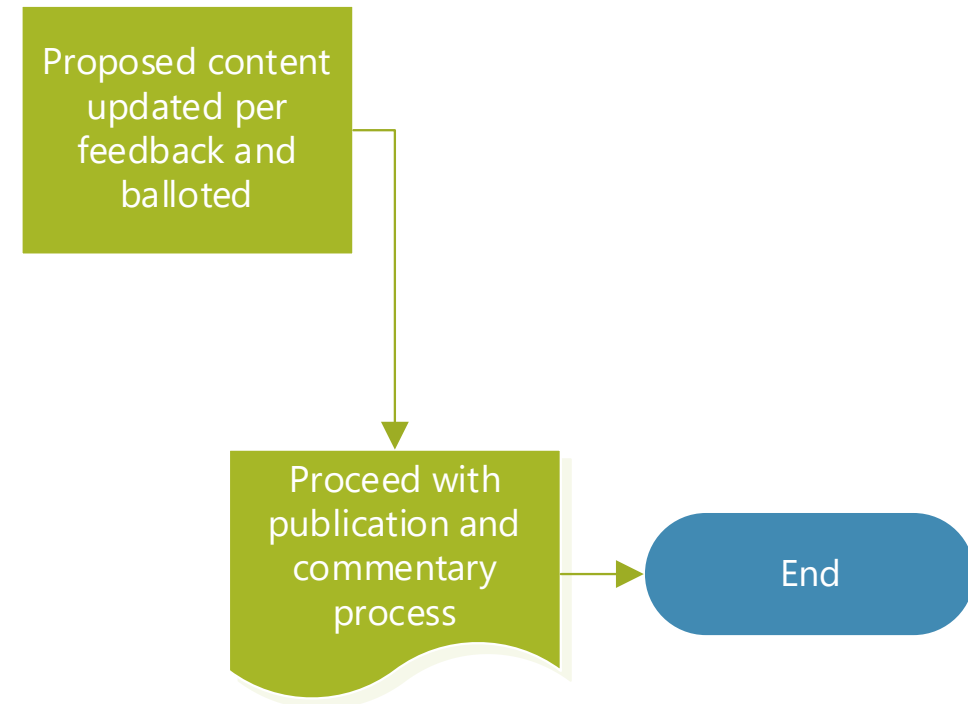 Proposed content
updated per
feedback and
balloted
Proceed with
publication and
commentary
process
End